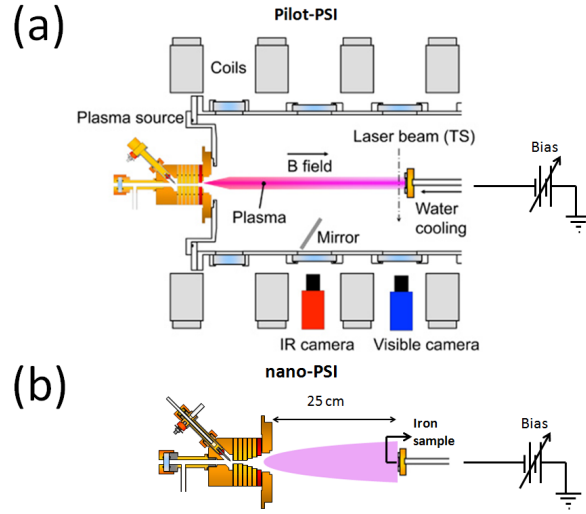 (a)
Pilot-PSI
Coils
Plasma source
Laser beam (TS)
B field
Bias
Plasma
Water
cooling
Mirror
IR camera
Visible camera
(b)
nano-PSI
25 cm
Iron
sample
Bias